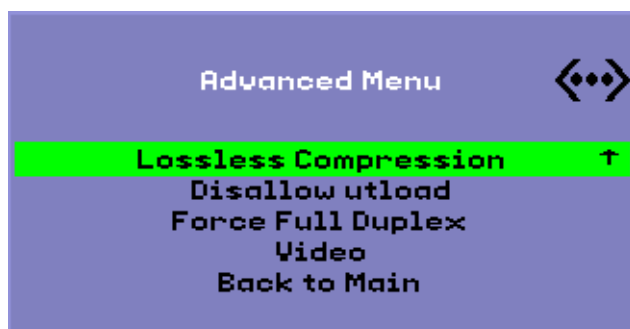 Advanced Menu
Lossless Compression ↑
Disallow utload
Force Full Duplex
Video
Back to Main